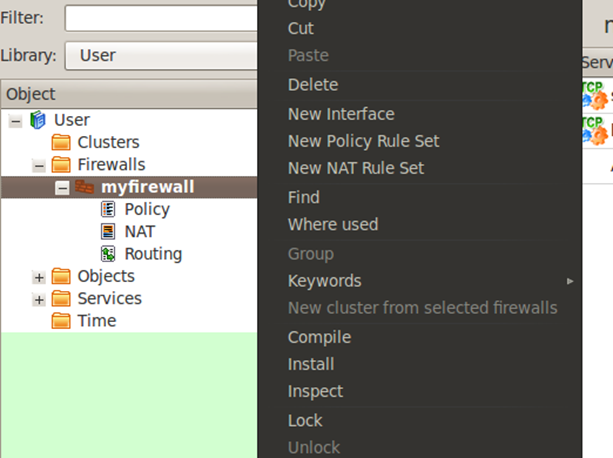 Filter:
Library:
User
Object
User
Clusters
Firewalls
myfirewall
Policy
NAT
Routing
Objects
Services
Time
Copy
Cut
Paste
Delete
New Interface
New Policy Rule Set
New NAT Rule Set
Find
Where used
Group
Keywords
New cluster from selected firewalls
Compile
Install
Inspect
Lock
Unlock
Serv
TCP
TCP